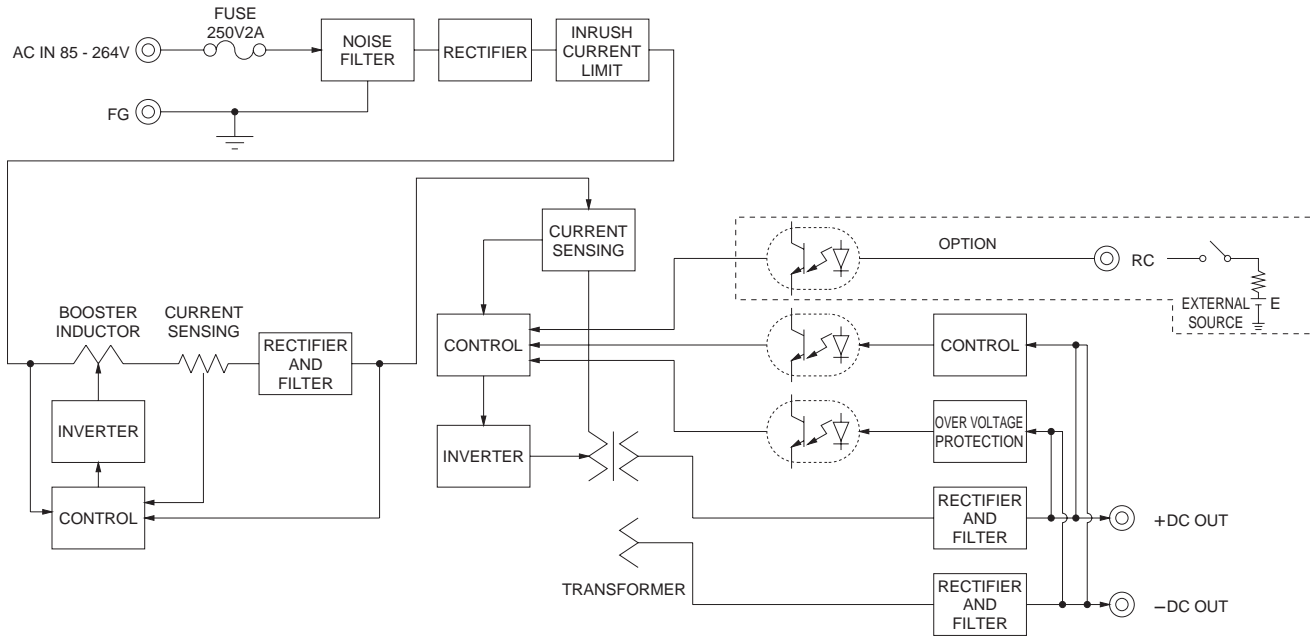 FUSE
250V2A
AC IN 85 - 264V
NOISE
FILTER
RECTIFIER
INRUSH
CURRENT
LIMIT
FG
CURRENT
SENSING
OPTION
RC
EXTERNAL
SOURCE
E
BOOSTER
INDUCTOR
CURRENT
SENSING
RECTIFIER
AND
FILTER
CONTROL
CONTROL
INVERTER
INVERTER
OVER VOLTAGE
PROTECTION
CONTROL
RECTIFIER
AND
FILTER
+DC OUT
TRANSFORMER
RECTIFIER
AND
FILTER
−DC OUT